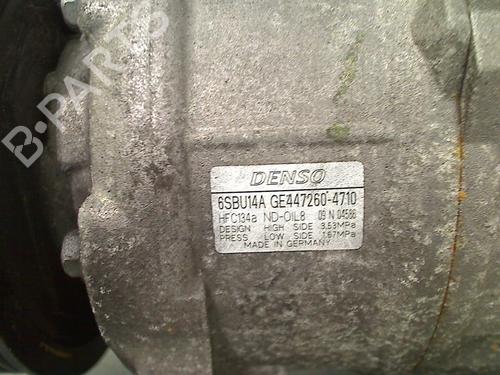 B-PARTS
DENSO
6SBU14A GE447260-4710
HFC134a ND-OIL8 09 N 04586
DESIGN HIGH SIDE 3.53MPa
PRESS LOW SIDE 1.67MPa
MADE IN GERMANY